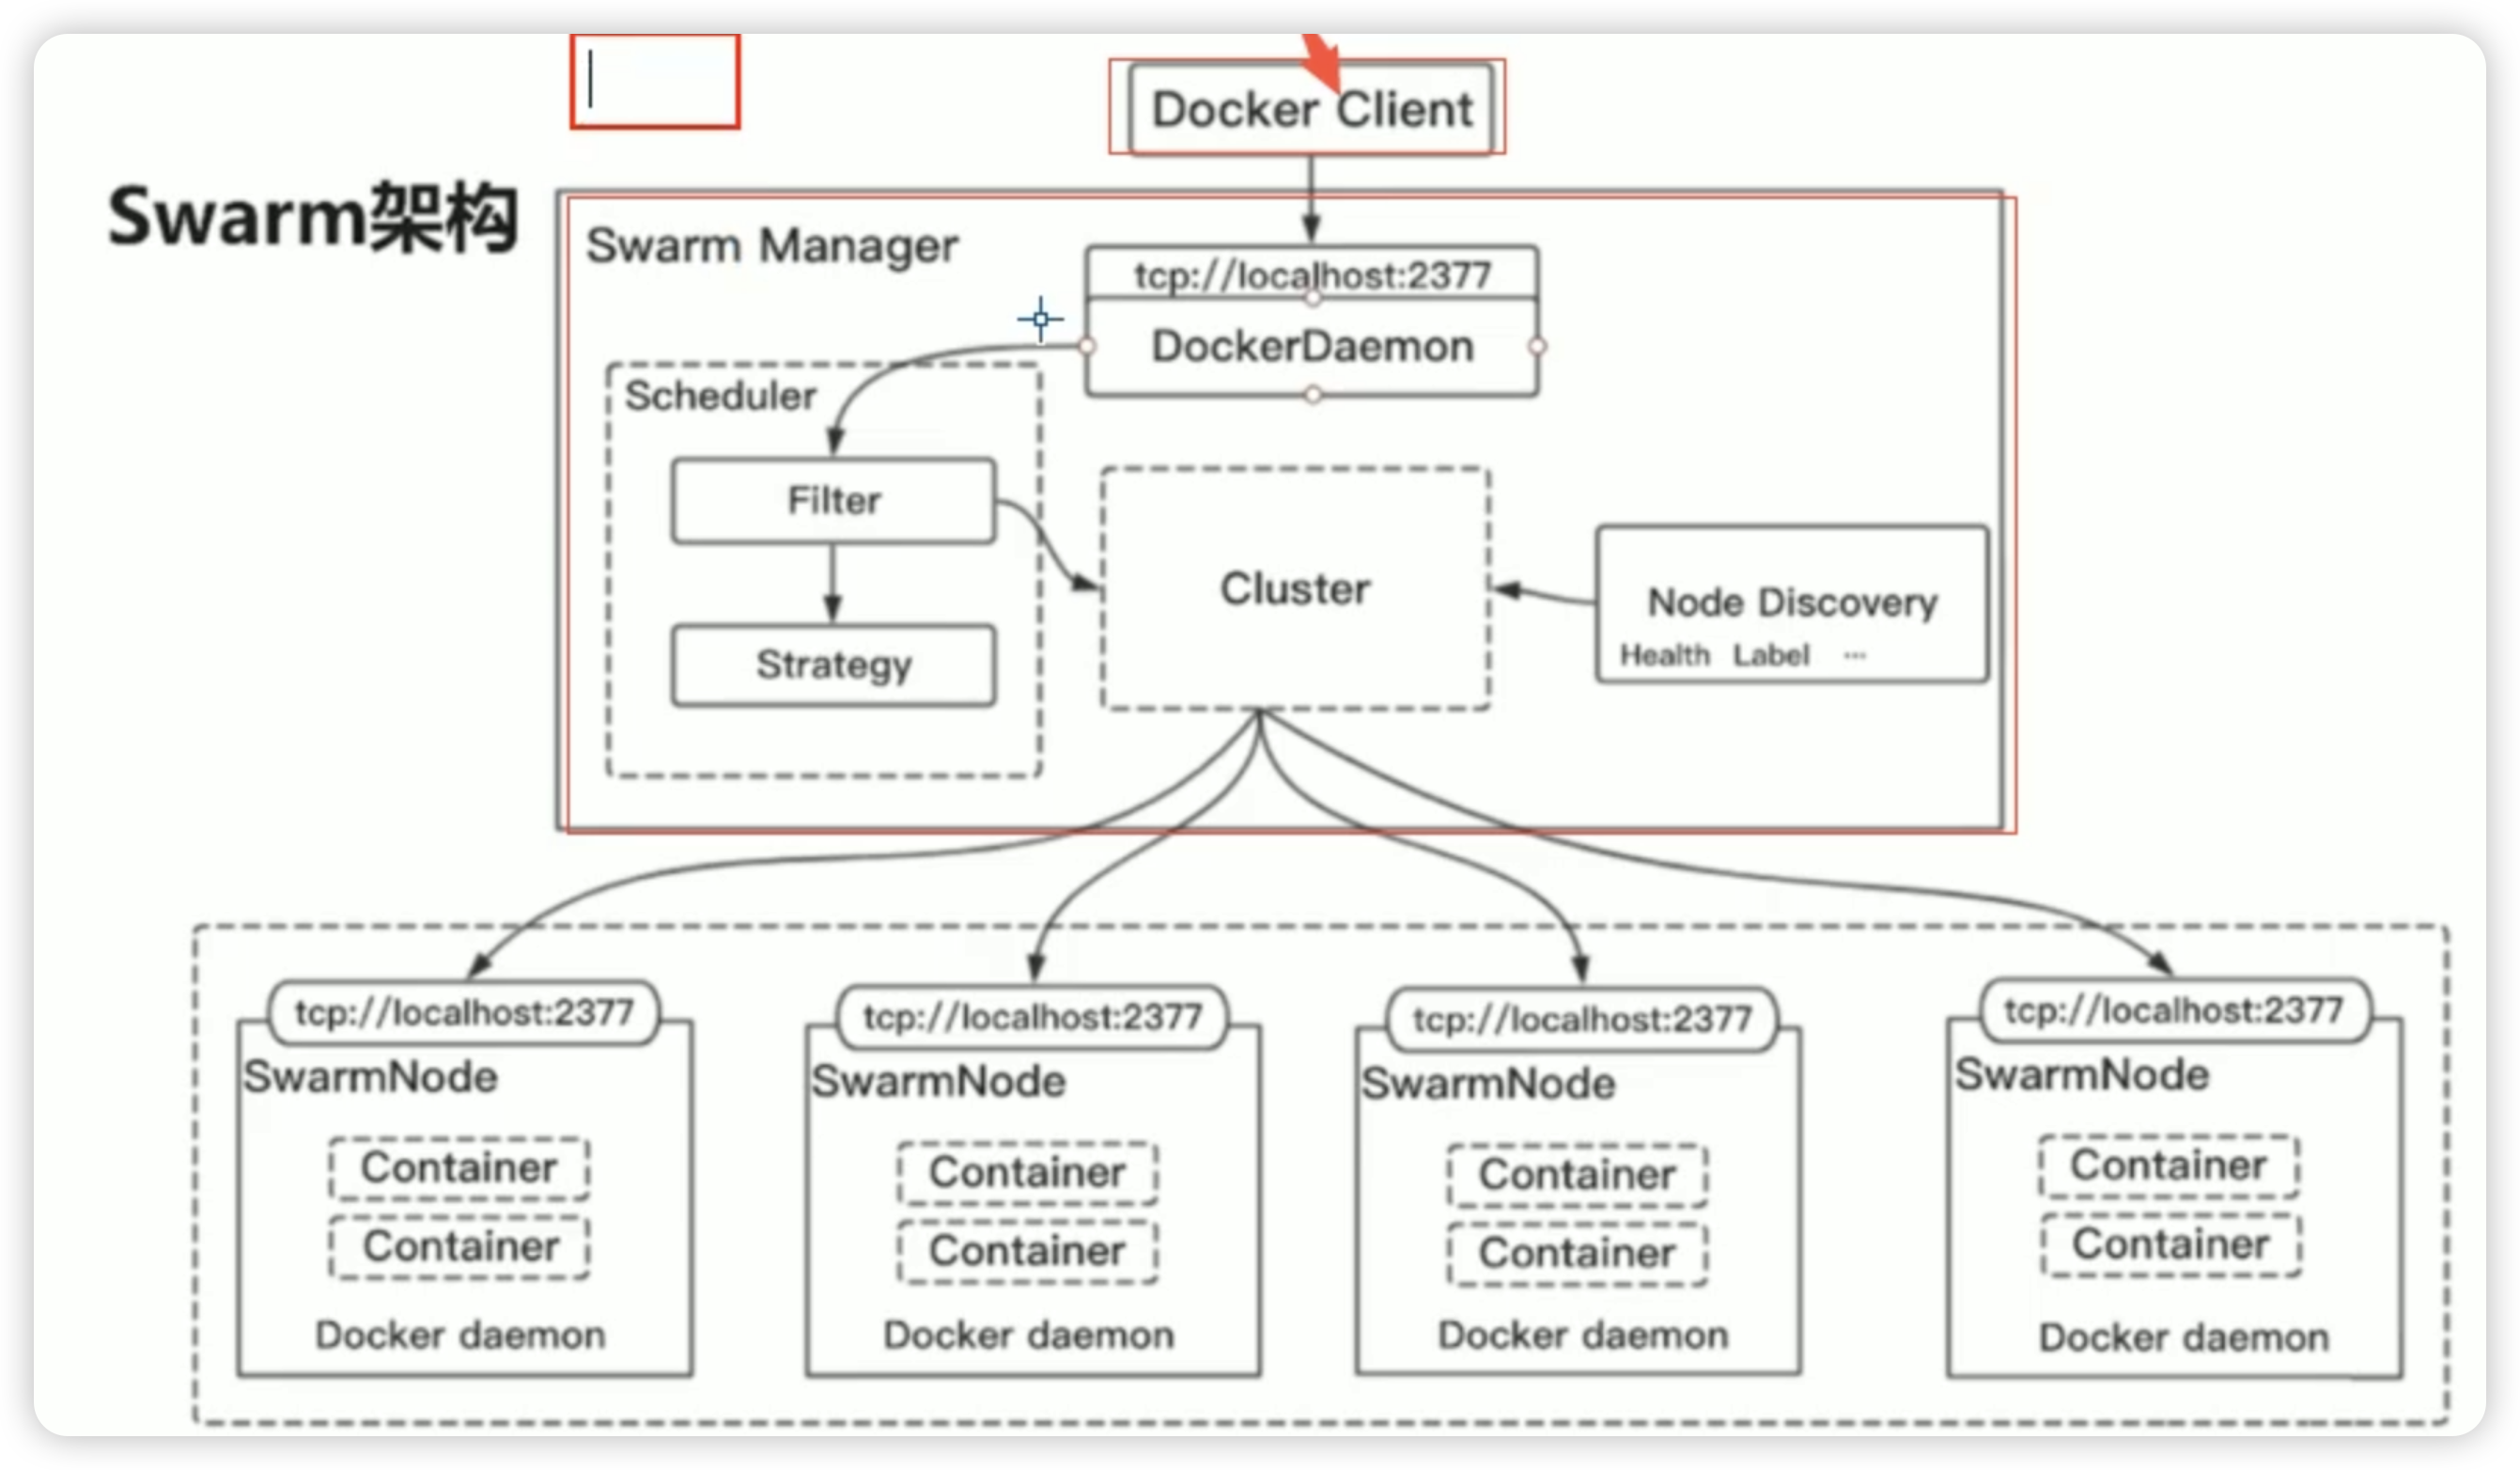 Docker Client
Swarm架构
Swarm Manager
tcp://localhost:2377
DockerDaemon
Scheduler
Filter
Strategy
Cluster
Node Discovery
Health Label ...
tcp://localhost:2377
SwarmNode
Container
Container
Docker daemon
tcp://localhost:2377
SwarmNode
Container
Container
Docker daemon
tcp://localhost:2377
SwarmNode
Container
Container
Docker daemon
tcp://localhost:2377
SwarmNode
Container
Container
Docker daemon